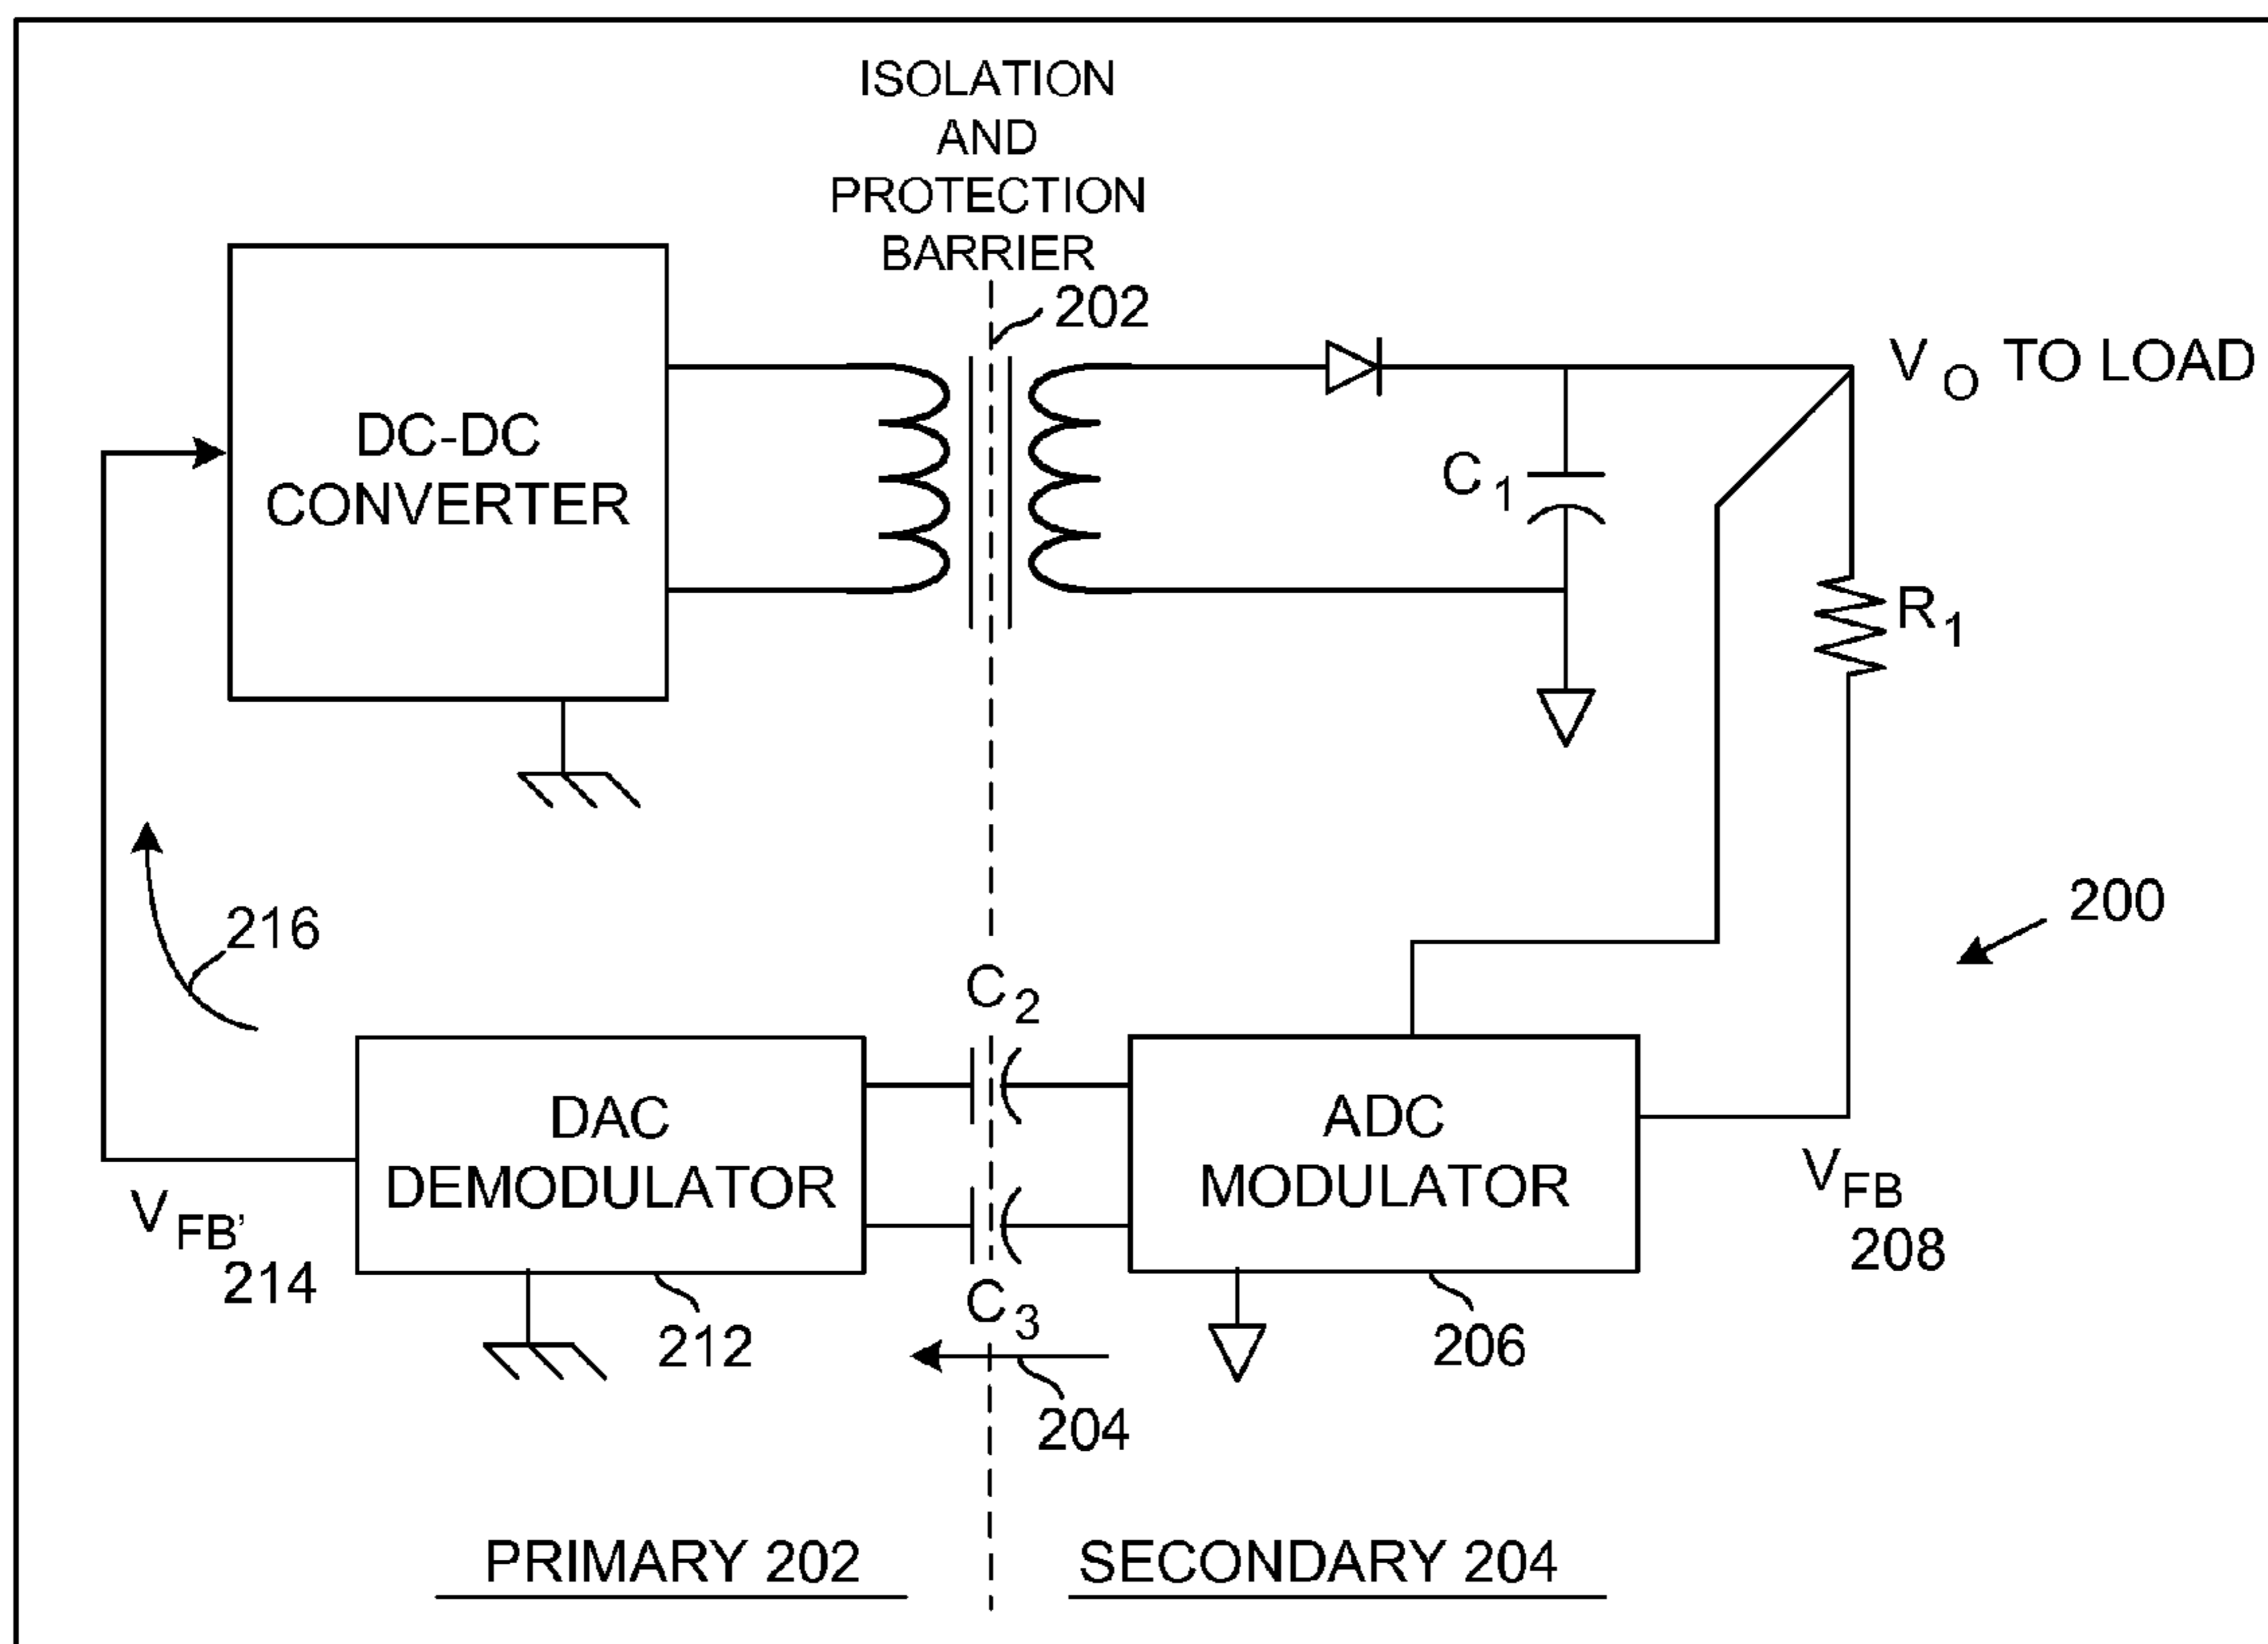 ISOLATION
AND
PROTECTION
BARRIER
202
DC-DC
CONVERTER
V O TO LOAD
C 1
R 1
216
200
C 2
DAC
DEMODULATOR
ADC
MODULATOR
V FB'
214
V FB
208
C 3
212
206
204
PRIMARY 202
SECONDARY 204